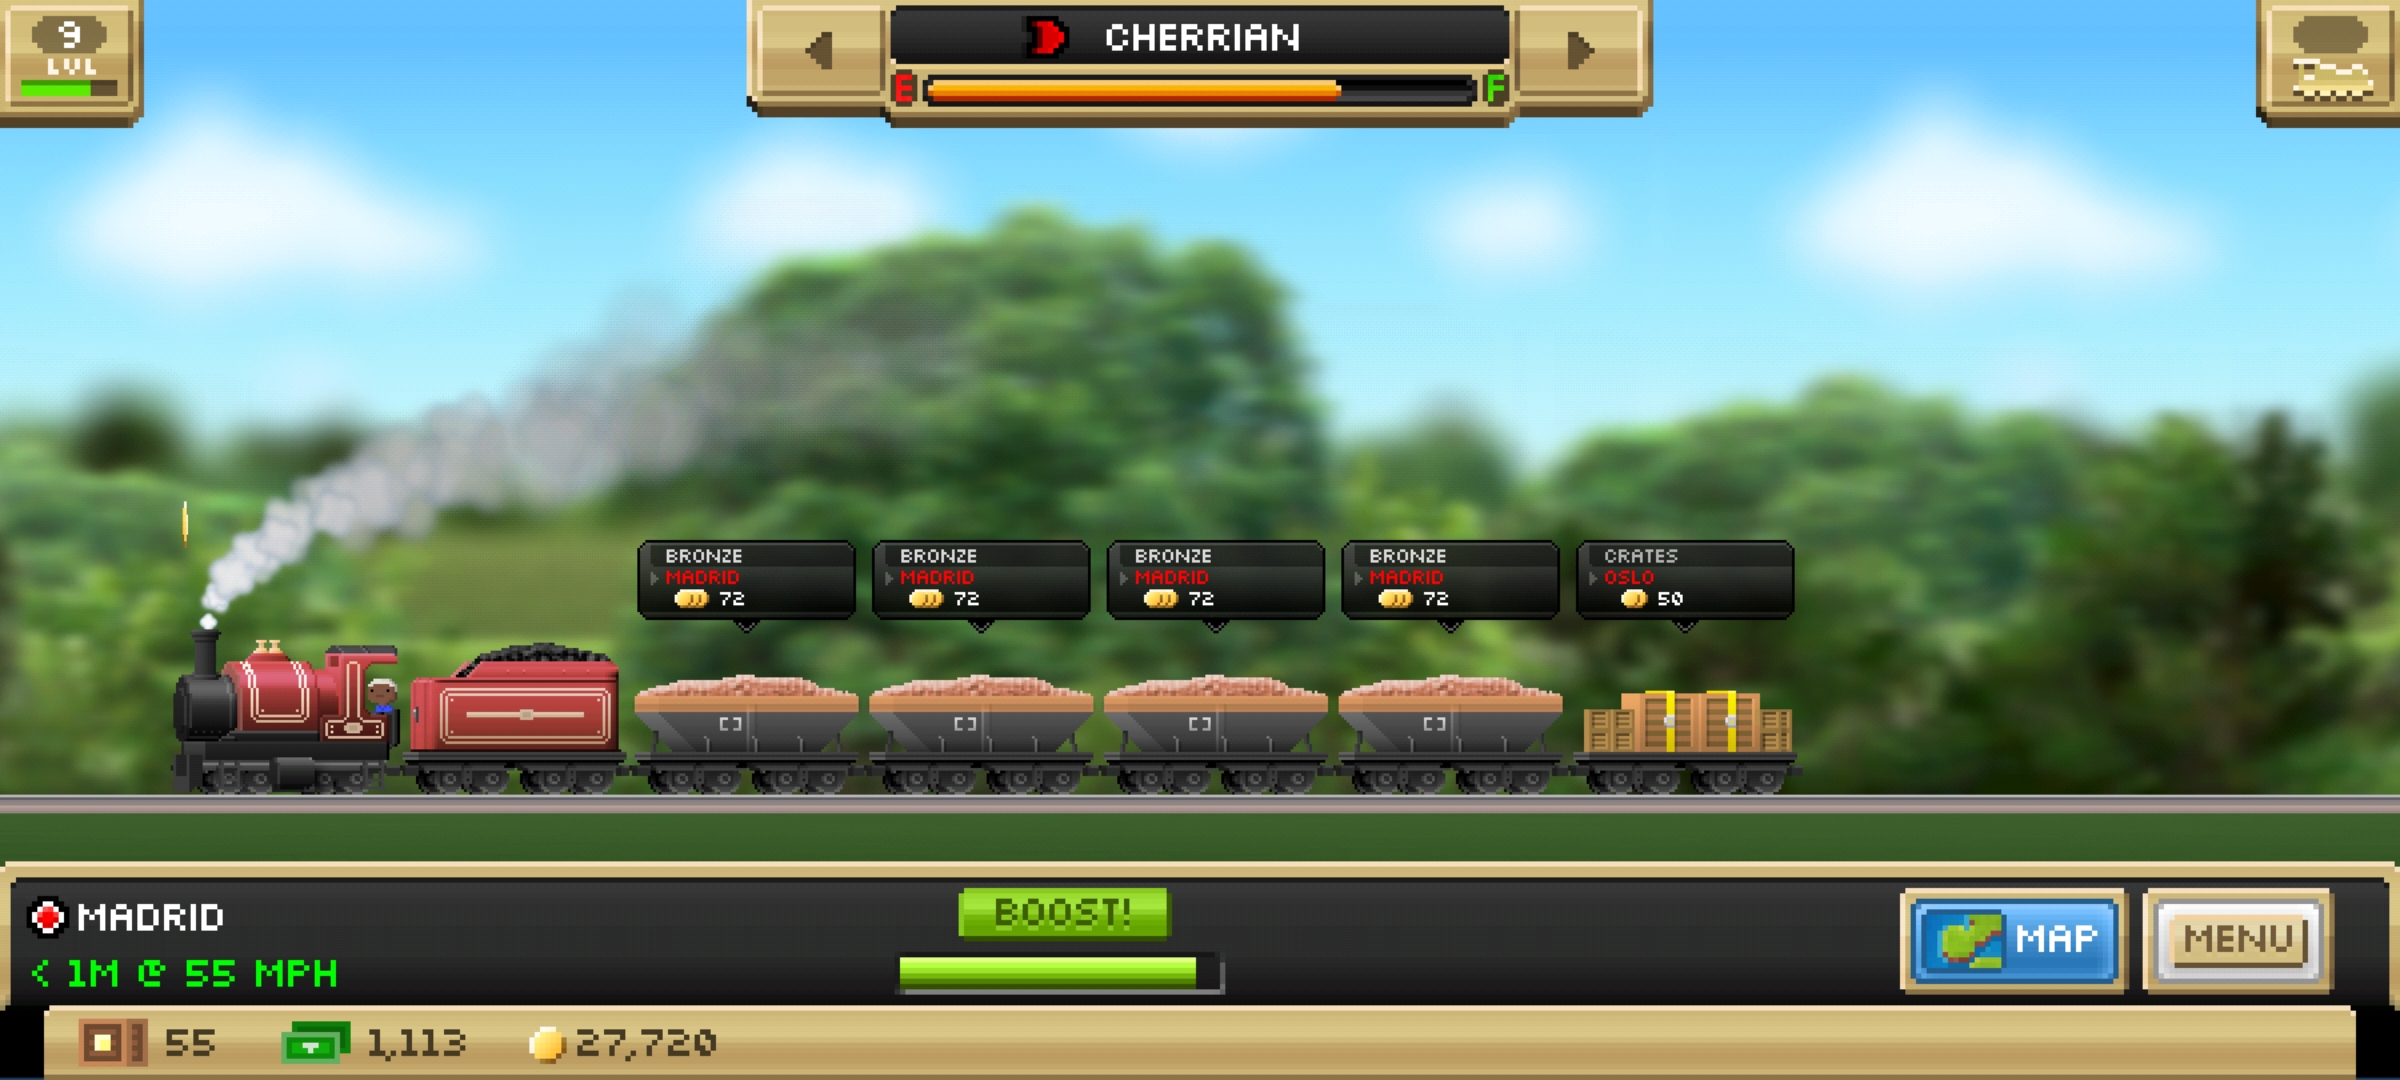 9
LVL
CHERRIAN
E F
BRONZE
MADRID
72
BRONZE
MADRID
72
BRONZE
MADRID
72
BRONZE
MADRID
72
CRATES
OSLO
50
MADRID
< 1M @ 55 MPH
BOOST!
MAP
MENU
55 1,113 27,720